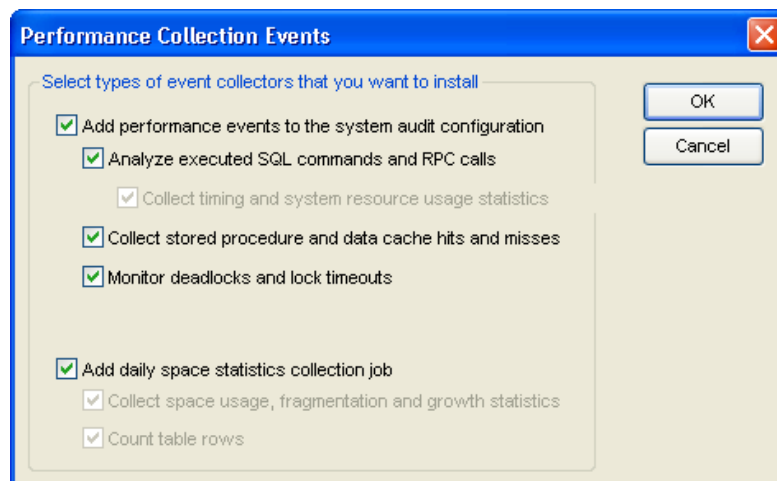 Performance Collection Events
Select types of event collectors that you want to install
Add performance events to the system audit configuration
Analyze executed SQL commands and RPC calls
Collect timing and system resource usage statistics
Collect stored procedure and data cache hits and misses
Monitor deadlocks and lock timeouts
Add daily space statistics collection job
Collect space usage, fragmentation and growth statistics
Count table rows
OK
Cancel